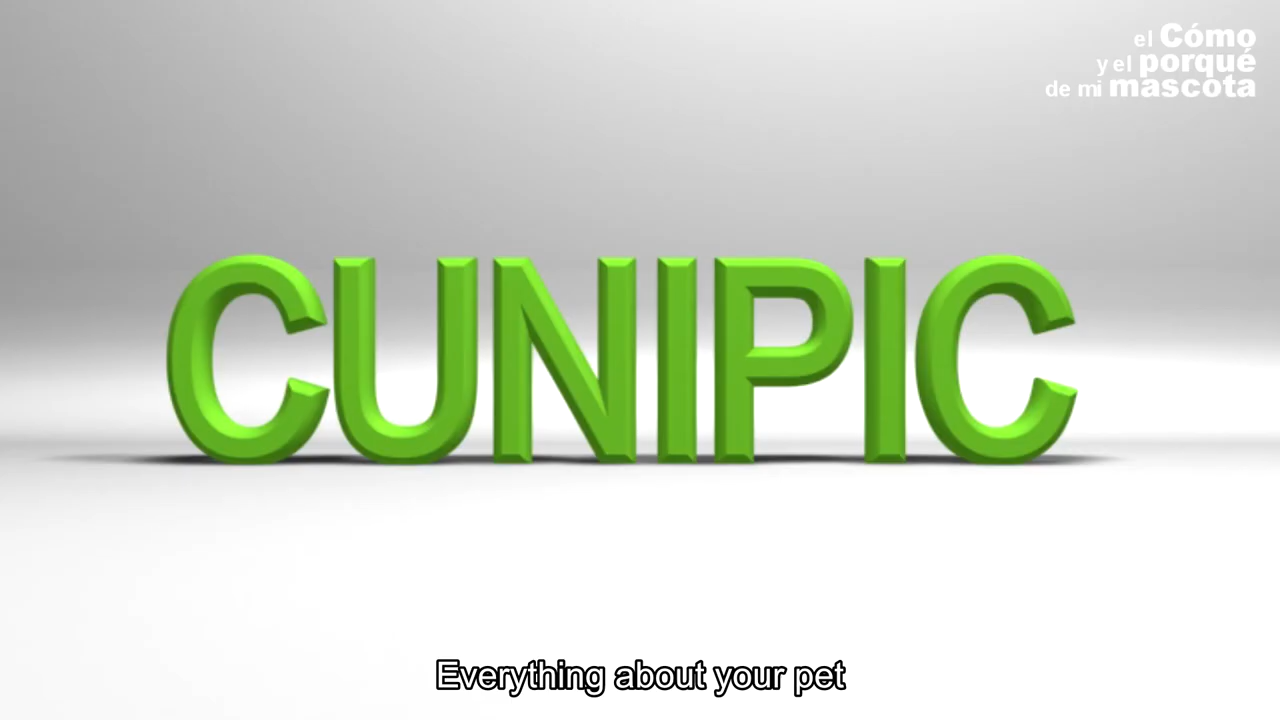 el Cómo
y el porqué
de mi mascota
CUNIPIC
Everything about your pet